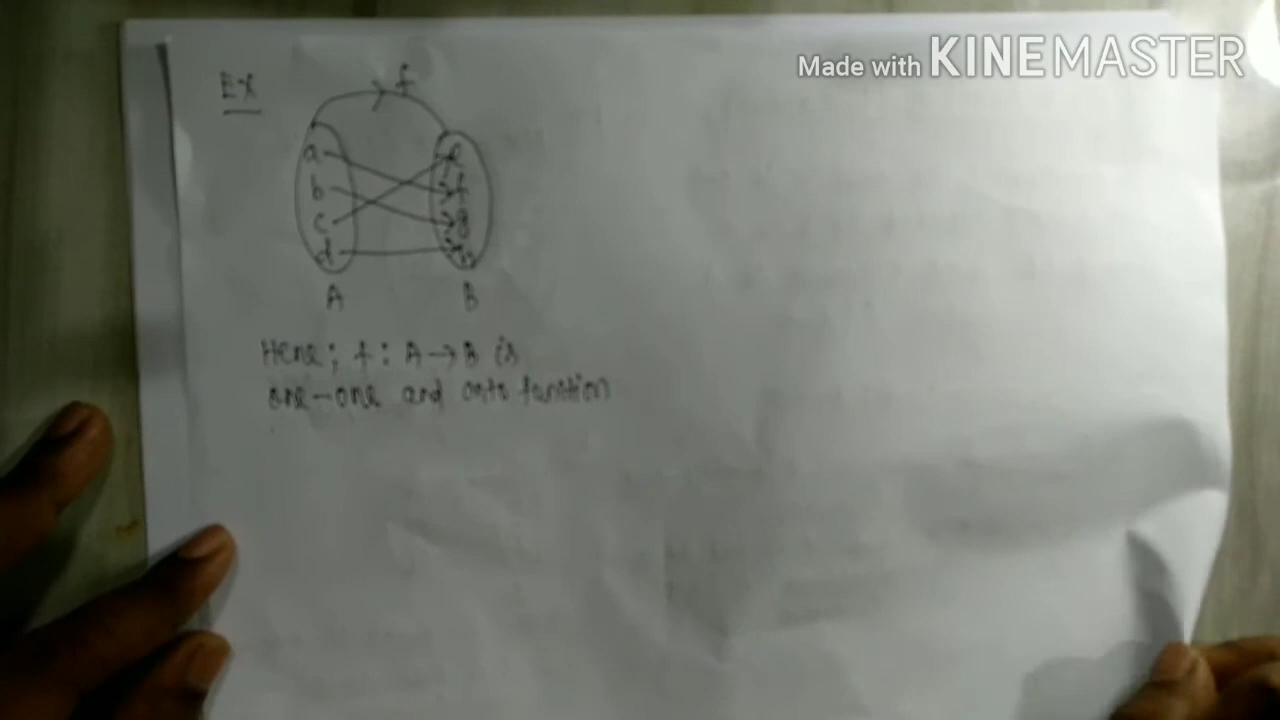 Made with KINEMASTER
Ex
f
a e
b f
c g
d h
A B
Here; f: A→B is
one-one and onto function